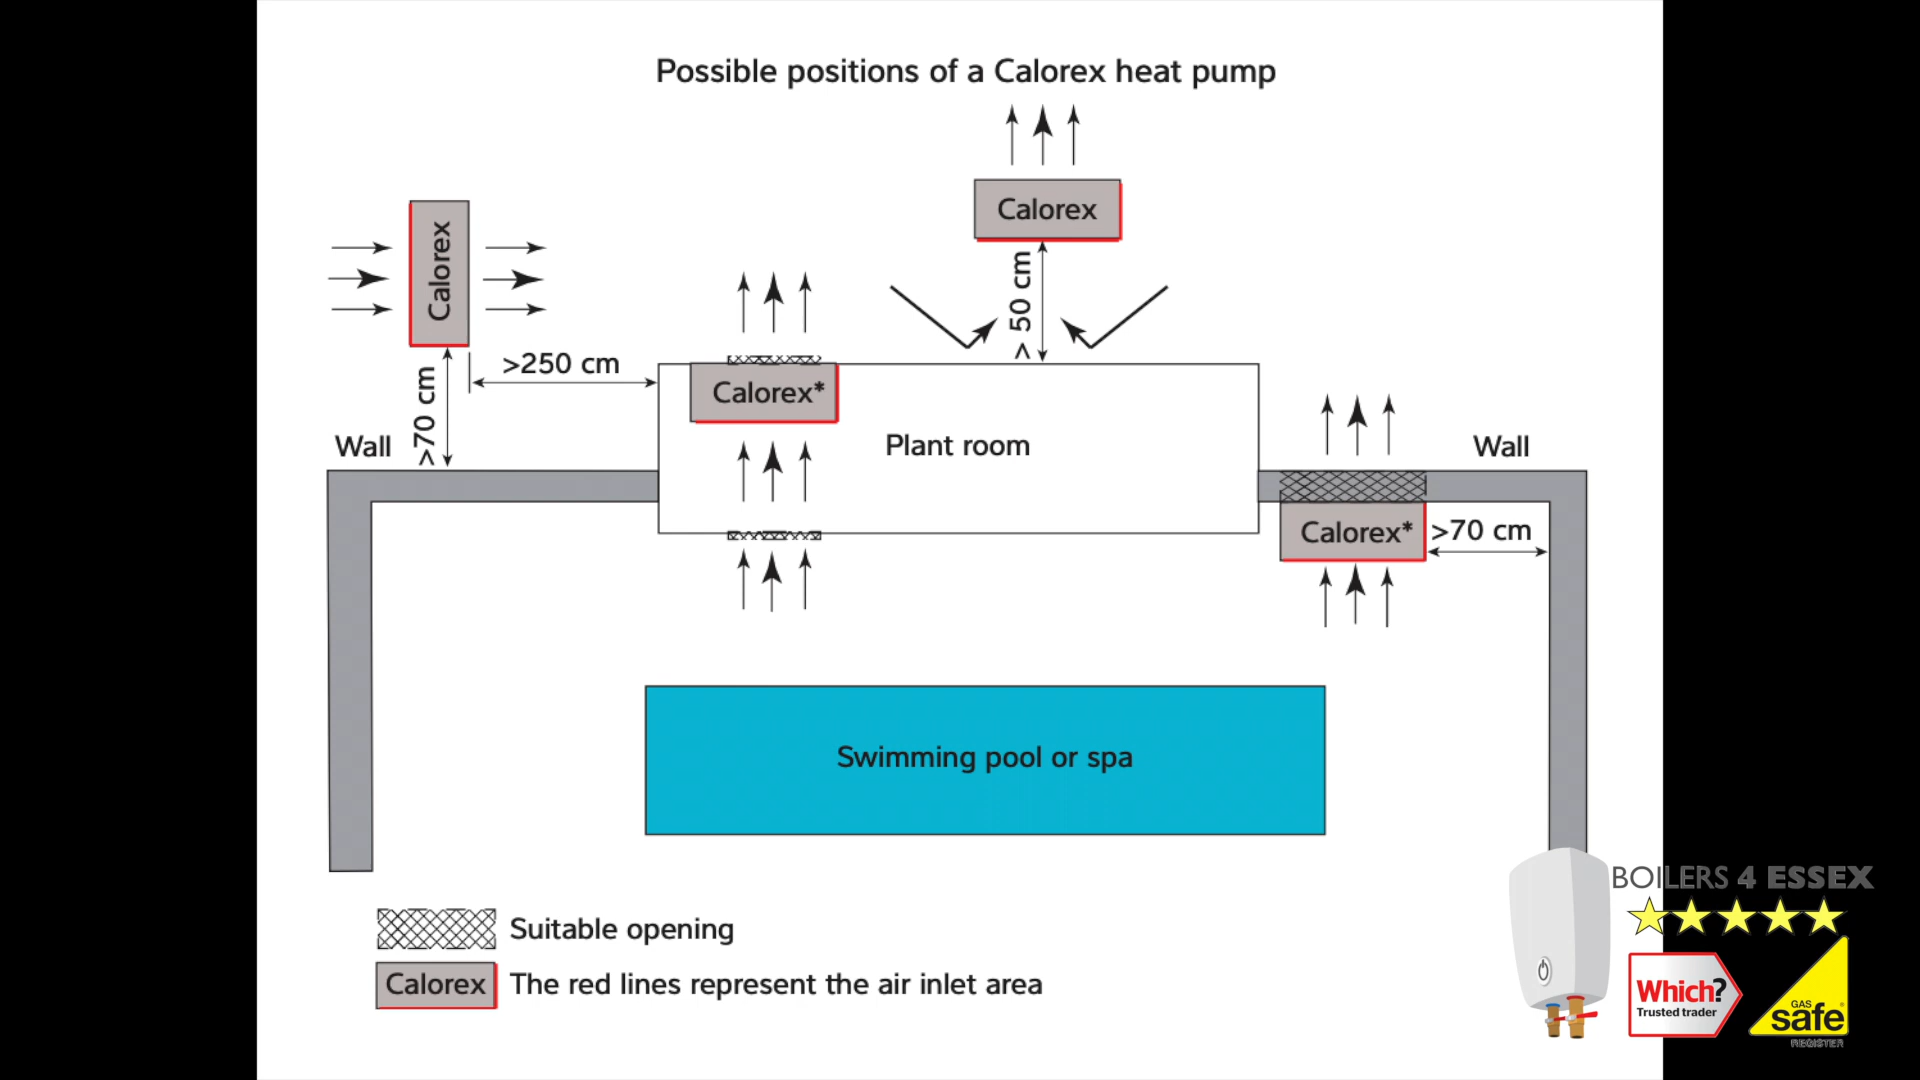 Possible positions of a Calorex heat pump
Calorex
Calorex
> 50 cm
>250 cm
>70 cm
Calorex*
Wall
Plant room
Wall
Calorex*
>70 cm
Swimming pool or spa
Suitable opening
Calorex The red lines represent the air inlet area
BOILERS 4 ESSEX
Which?
Trusted trader
GAS
safe
REGISTER